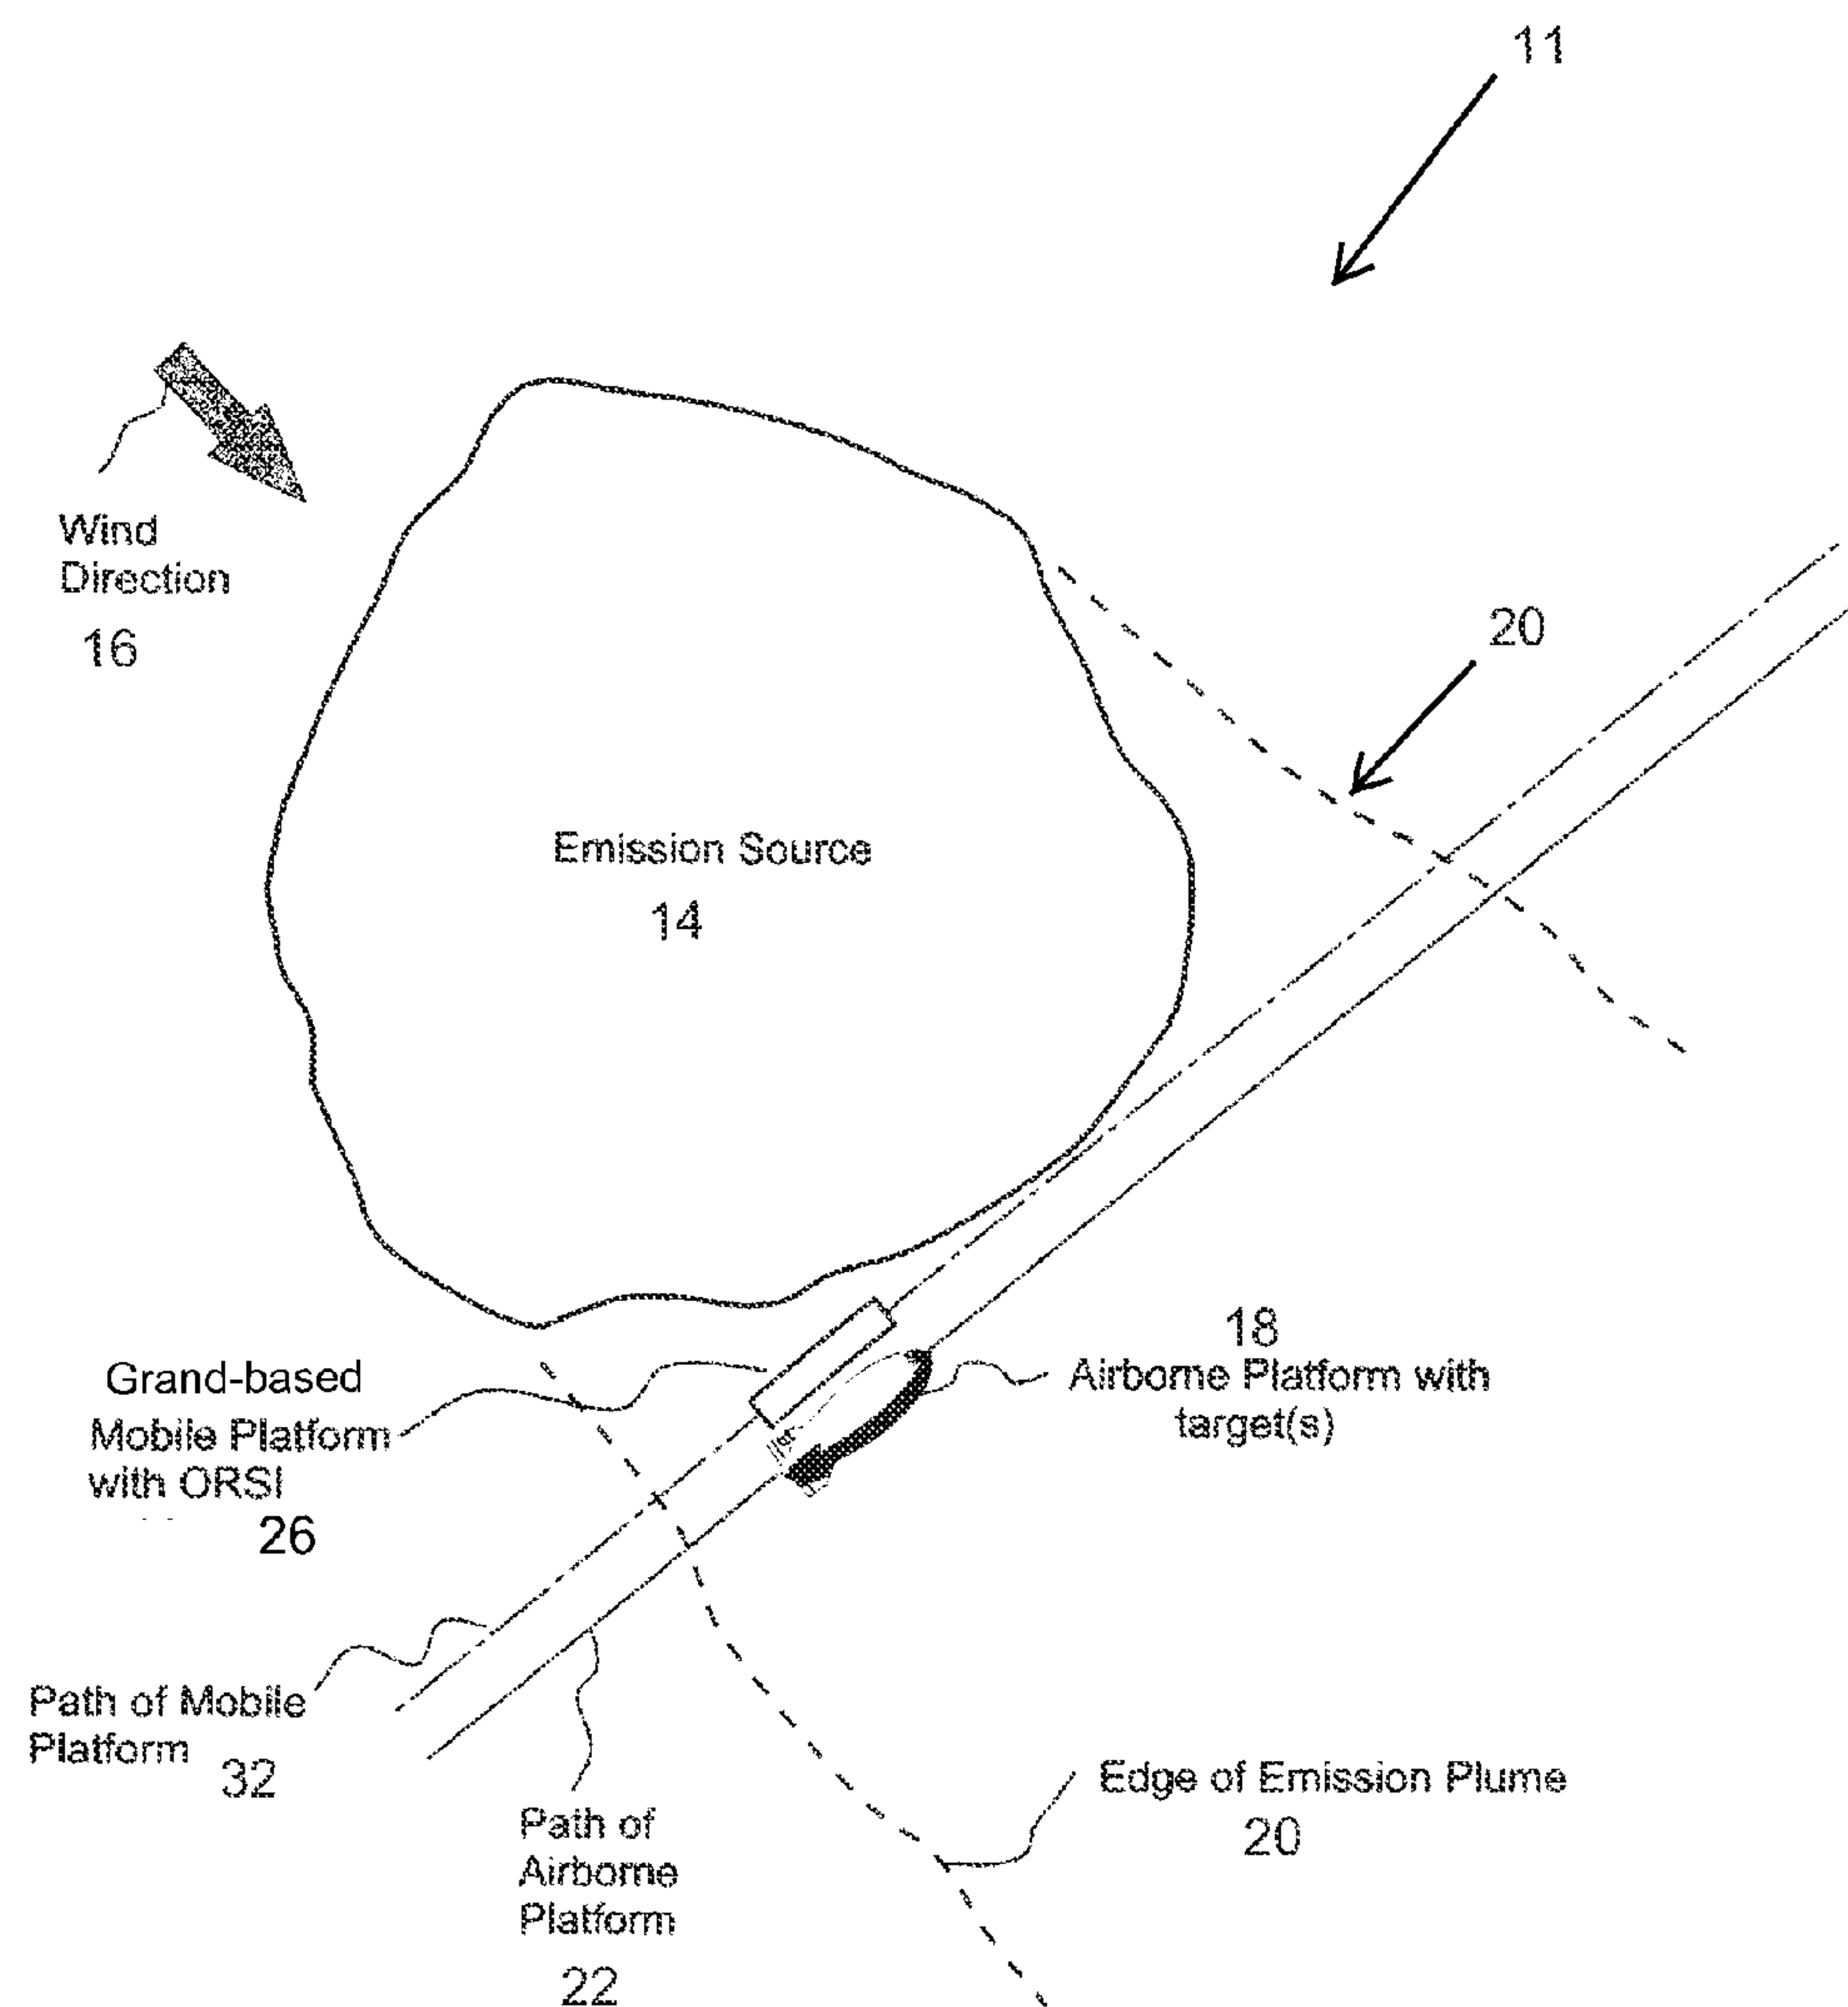 11
Wind
Direction
16
20
Emission Source
14
18
Airborne Platform with
target(s)
Grand-based
Mobile Platform
with ORSI
26
Path of Mobile
Platform
32
Path of
Airborne
Platform
22
Edge of Emission Plume
20